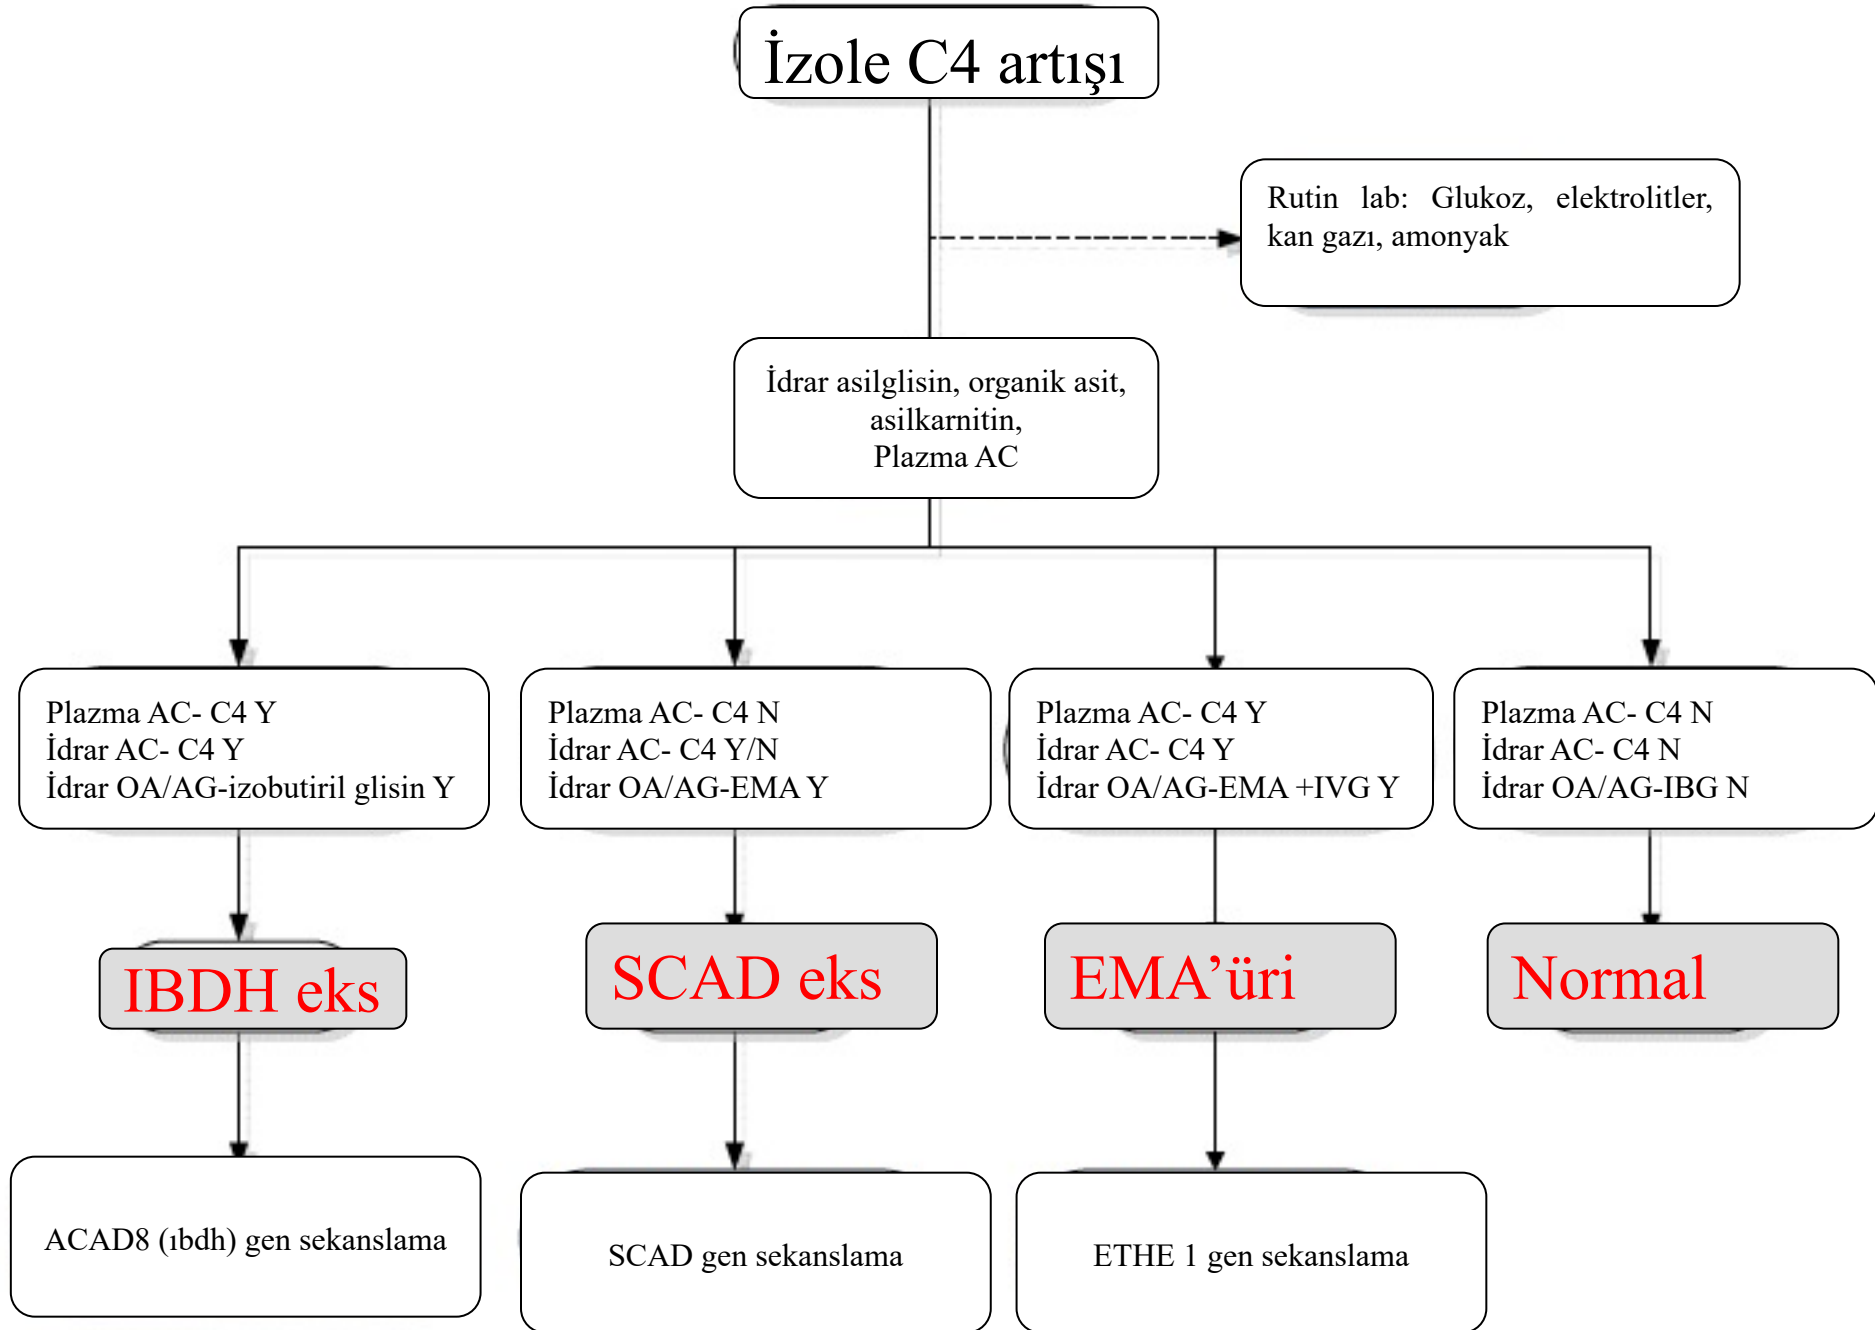 İzole C4 artışı
Rutin lab: Glukoz, elektrolitler,
kan gazı, amonyak
İdrar asilglisin, organik asit,
asilkarnitin,
Plazma AC
Plazma AC- C4 Y
İdrar AC- C4 Y
İdrar OA/AG-izobutiril glisin Y
Plazma AC- C4 N
İdrar AC- C4 Y/N
İdrar OA/AG-EMA Y
Plazma AC- C4 Y
İdrar AC- C4 Y
İdrar OA/AG-EMA +IVG Y
Plazma AC- C4 N
İdrar AC- C4 N
İdrar OA/AG-IBG N
IBDH eks
SCAD eks
EMA’üri
Normal
ACAD8 (ıbdh) gen sekanslama
SCAD gen sekanslama
ETHE 1 gen sekanslama